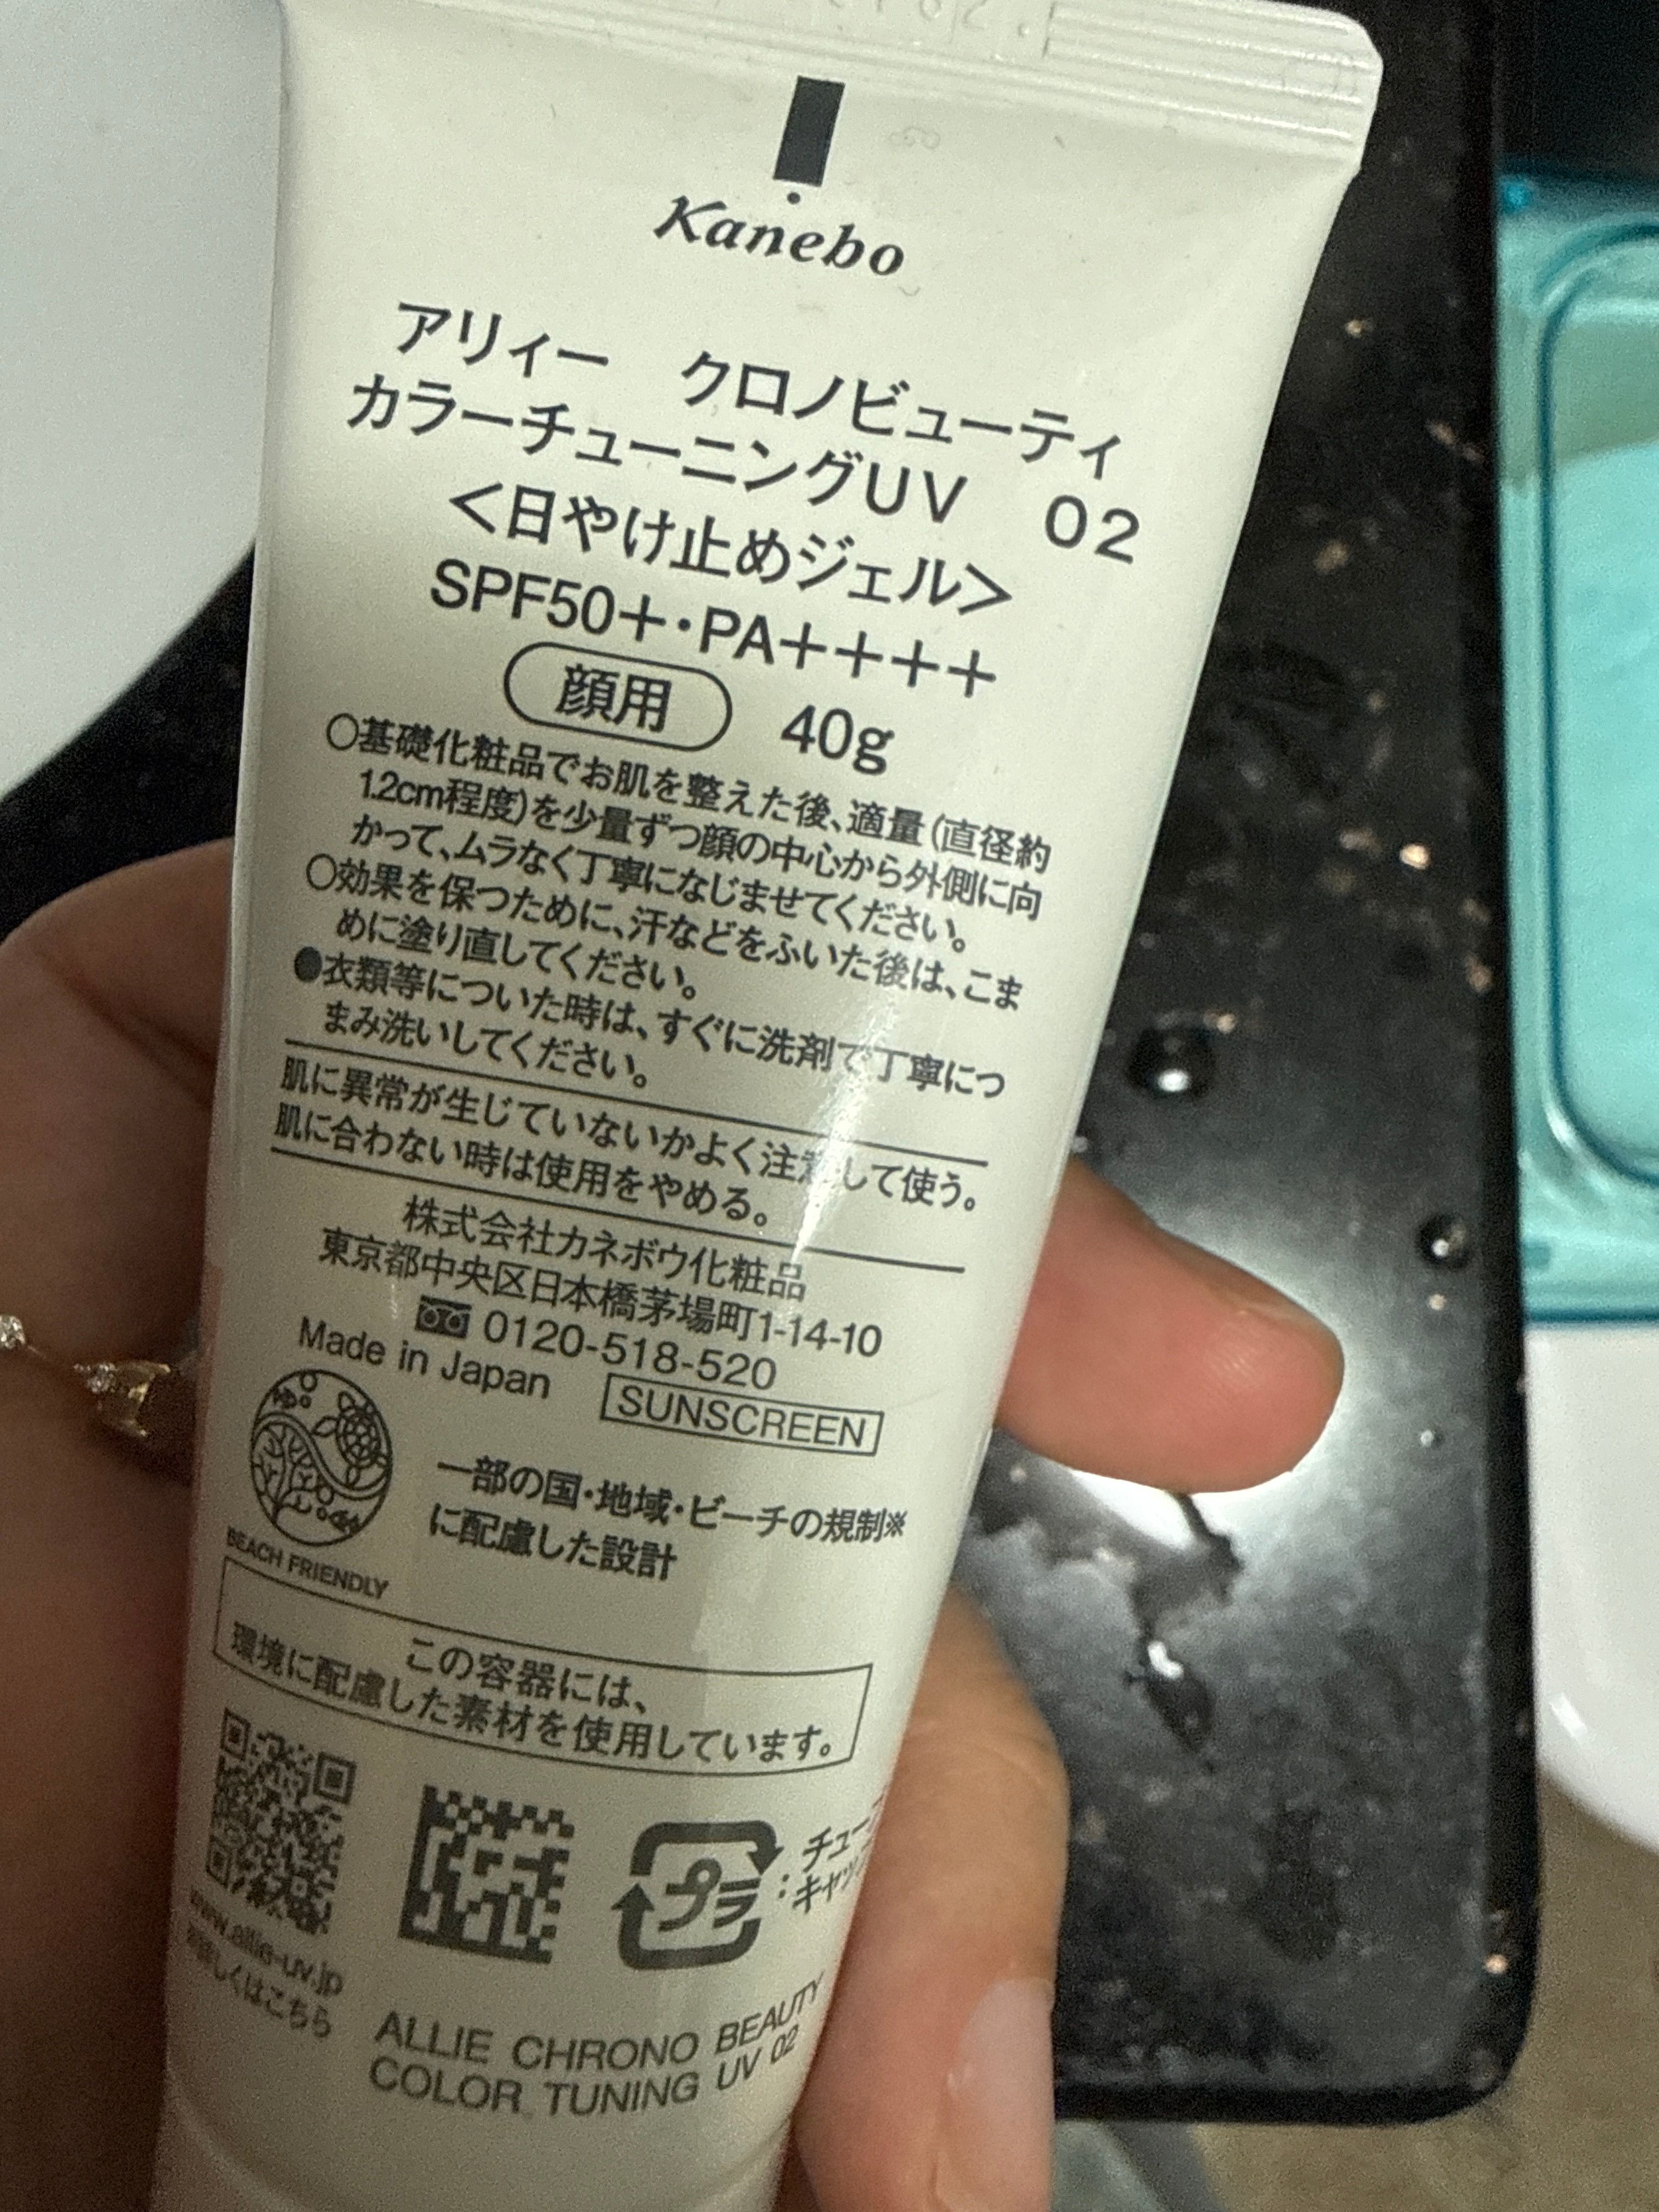 Kanebo
アリィー　クロノビューティ
カラーチューニングUV　02
＜日やけ止めジェル＞
SPF50＋・PA＋＋＋＋
顔用　40g
○基礎化粧品でお肌を整えた後、適量(直径約
1.2cm程度)を少量ずつ顔の中心から外側に向
かって、ムラなく丁寧になじませてください。
○効果を保つために、汗などをふいた後は、こま
めに塗り直してください。
●衣類等についた時は、すぐに洗剤で丁寧につ
まみ洗いしてください。
肌に異常が生じていないかよく注意して使う。
肌に合わない時は使用をやめる。
株式会社カネボウ化粧品
東京都中央区日本橋茅場町1-14-10
0120-518-520
Made in Japan　SUNSCREEN
一部の国・地域・ビーチの規制※
に配慮した設計
BEACH FRIENDLY
この容器には、
環境に配慮した素材を使用しています。
プラ
：
チュー
キャッ
www.allie-uv.jp
詳しくはこちら
ALLIE CHRONO BEAUTY
COLOR TUNING UV 02